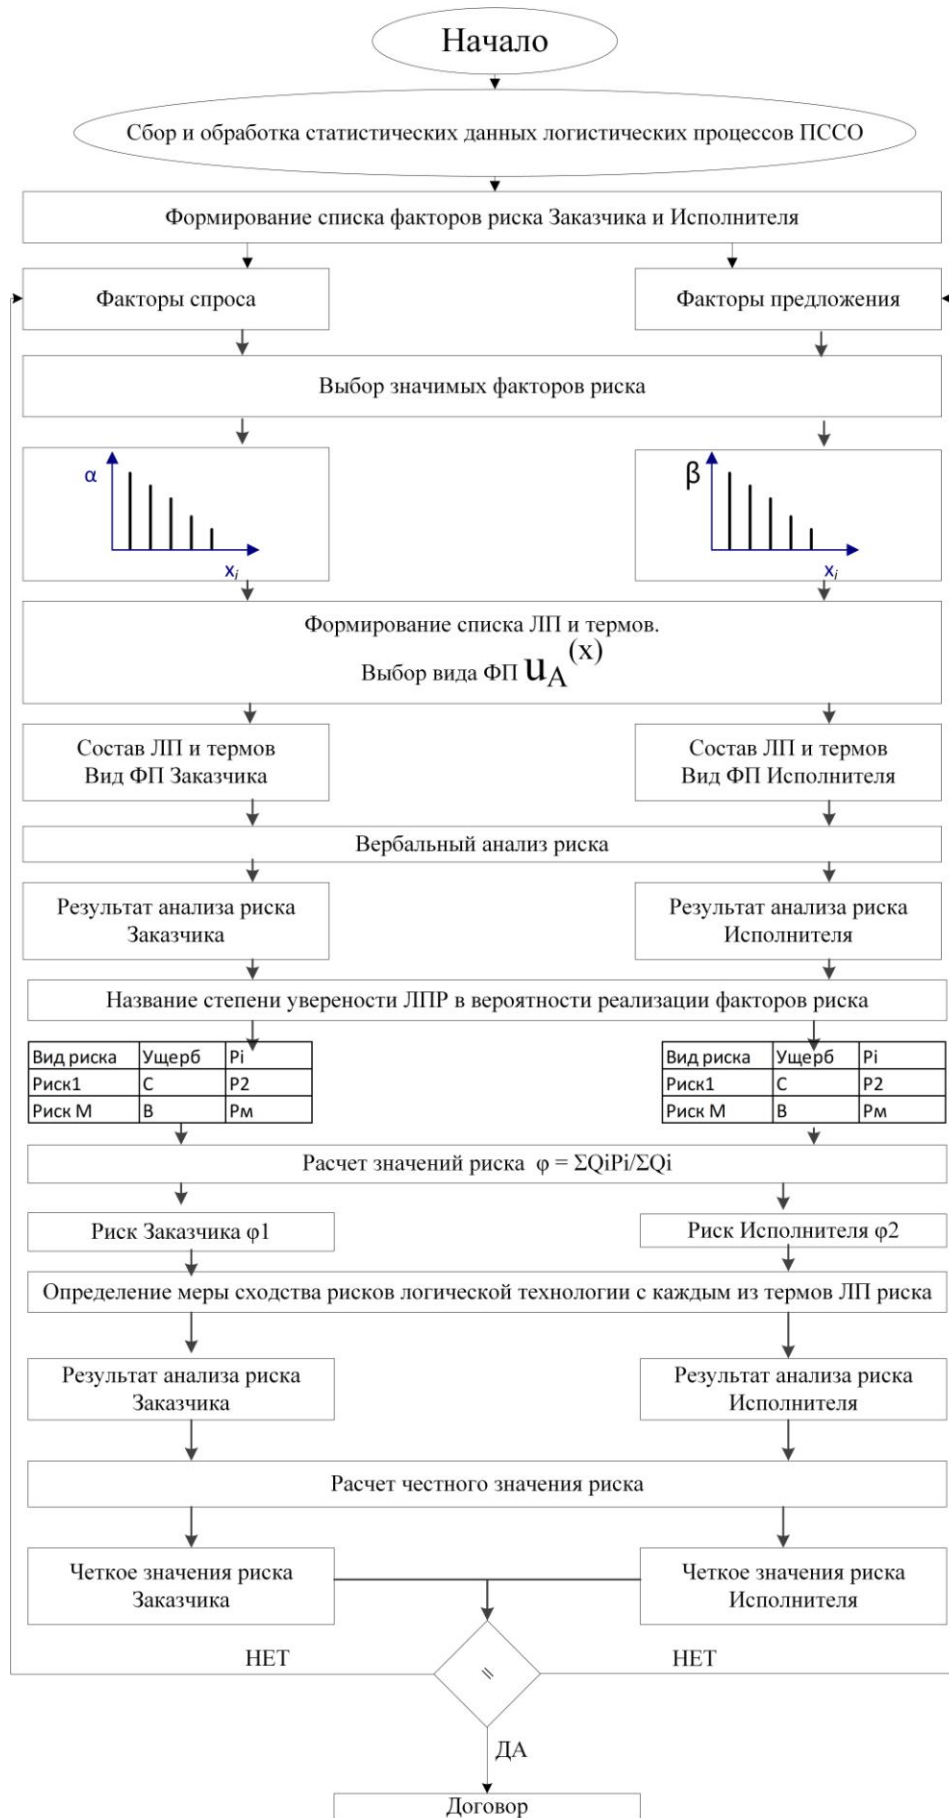 Начало
Сбор и обработка статистических данных логистических процессов ПССО
Формирование списка факторов риска Заказчика и Исполнителя
Факторы спроса
Факторы предложения
Выбор значимых факторов риска
α
xi
β
xi
Формирование списка ЛП и термов.
Выбор вида ФП uA(x)
Состав ЛП и термов
Вид ФП Заказчика
Состав ЛП и термов
Вид ФП Исполнителя
Вербальный анализ риска
Результат анализа риска
Заказчика
Результат анализа риска
Исполнителя
Название степени уверености ЛПР в вероятности реализации факторов риска
Вид риска Ущерб Pi
Риск1 С P2
Риск М В Рм
Вид риска Ущерб Pi
Риск1 С P2
Риск М В Рм
Расчет значений риска φ = ΣQiPi/ΣQi
Риск Заказчика φ1
Риск Исполнителя φ2
Определение меры сходства рисков логической технологии с каждым из термов ЛП риска
Результат анализа риска
Заказчика
Результат анализа риска
Исполнителя
Расчет честного значения риска
Четкое значения риска
Заказчика
Четкое значения риска
Исполнителя
НЕТ
=
НЕТ
ДА
Договор